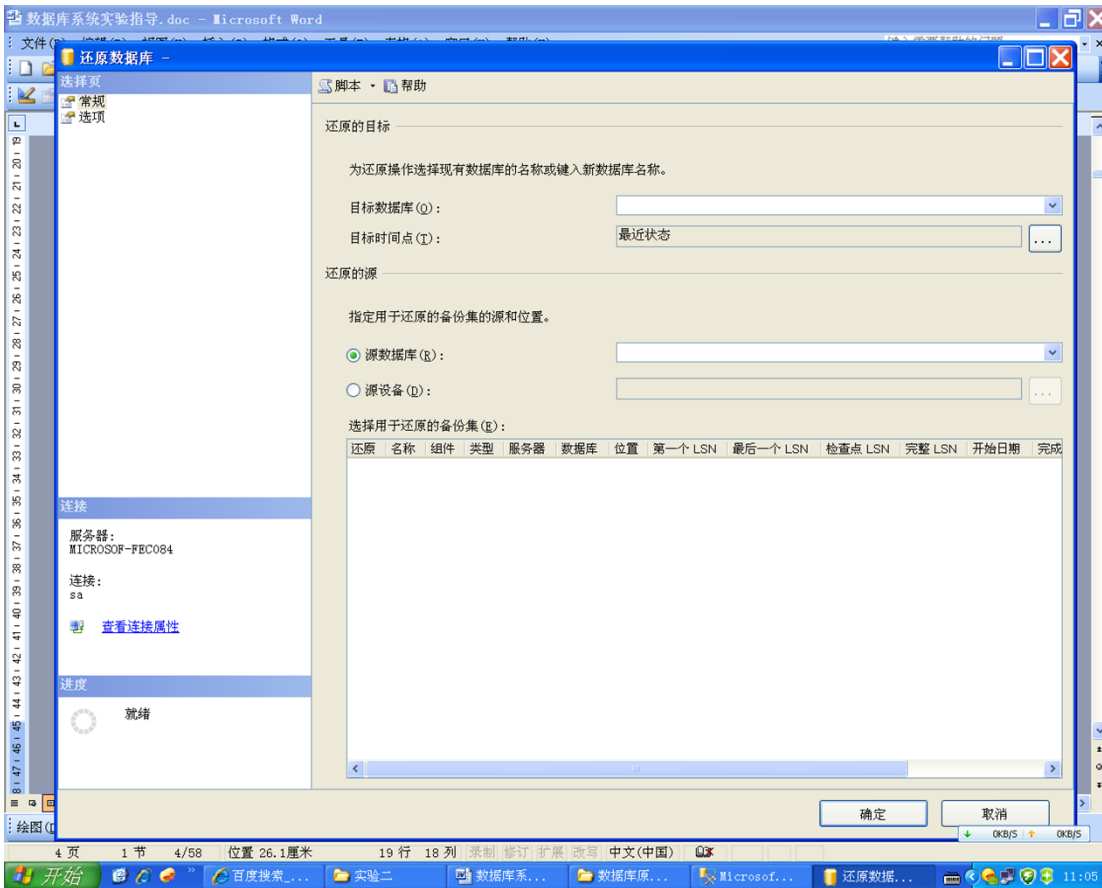 数据库系统实验指导.doc - Microsoft Word
文件(
还原数据库 -
选择页
常规
选项
脚本
帮助
还原的目标
为还原操作选择现有数据库的名称或键入新数据库名称。
目标数据库(O):
目标时间点(T):
最近状态
还原的源
指定用于还原的备份集的源和位置。
源数据库(R):
源设备(D):
选择用于还原的备份集(E):
还原 名称 组件 类型 服务器 数据库 位置 第一个 LSN 最后一个 LSN 检查点 LSN 完整 LSN 开始日期 完成
连接
服务器:
MICROSOF-FEC084
连接:
sa
查看连接属性
进度
就绪
确定
取消
0KB/S 0KB/S
绘图(
4 页 1 节 4/58 位置 26.1厘米 19 行 18 列 录制 修订 扩展 改写 中文(中国)
开始 百度搜索_... 实验二 数据库系... 数据库原... Microsof... 还原数据... 11:05